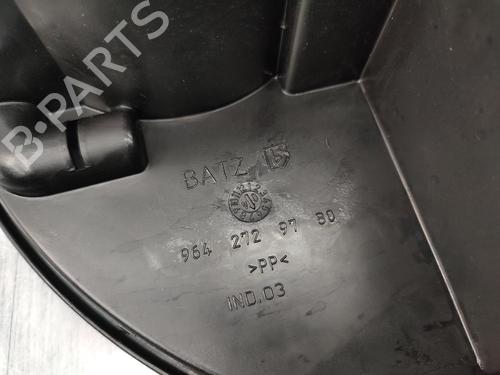 B-PARTS
BATZ
964 272 97 80
>PP<
IND.03